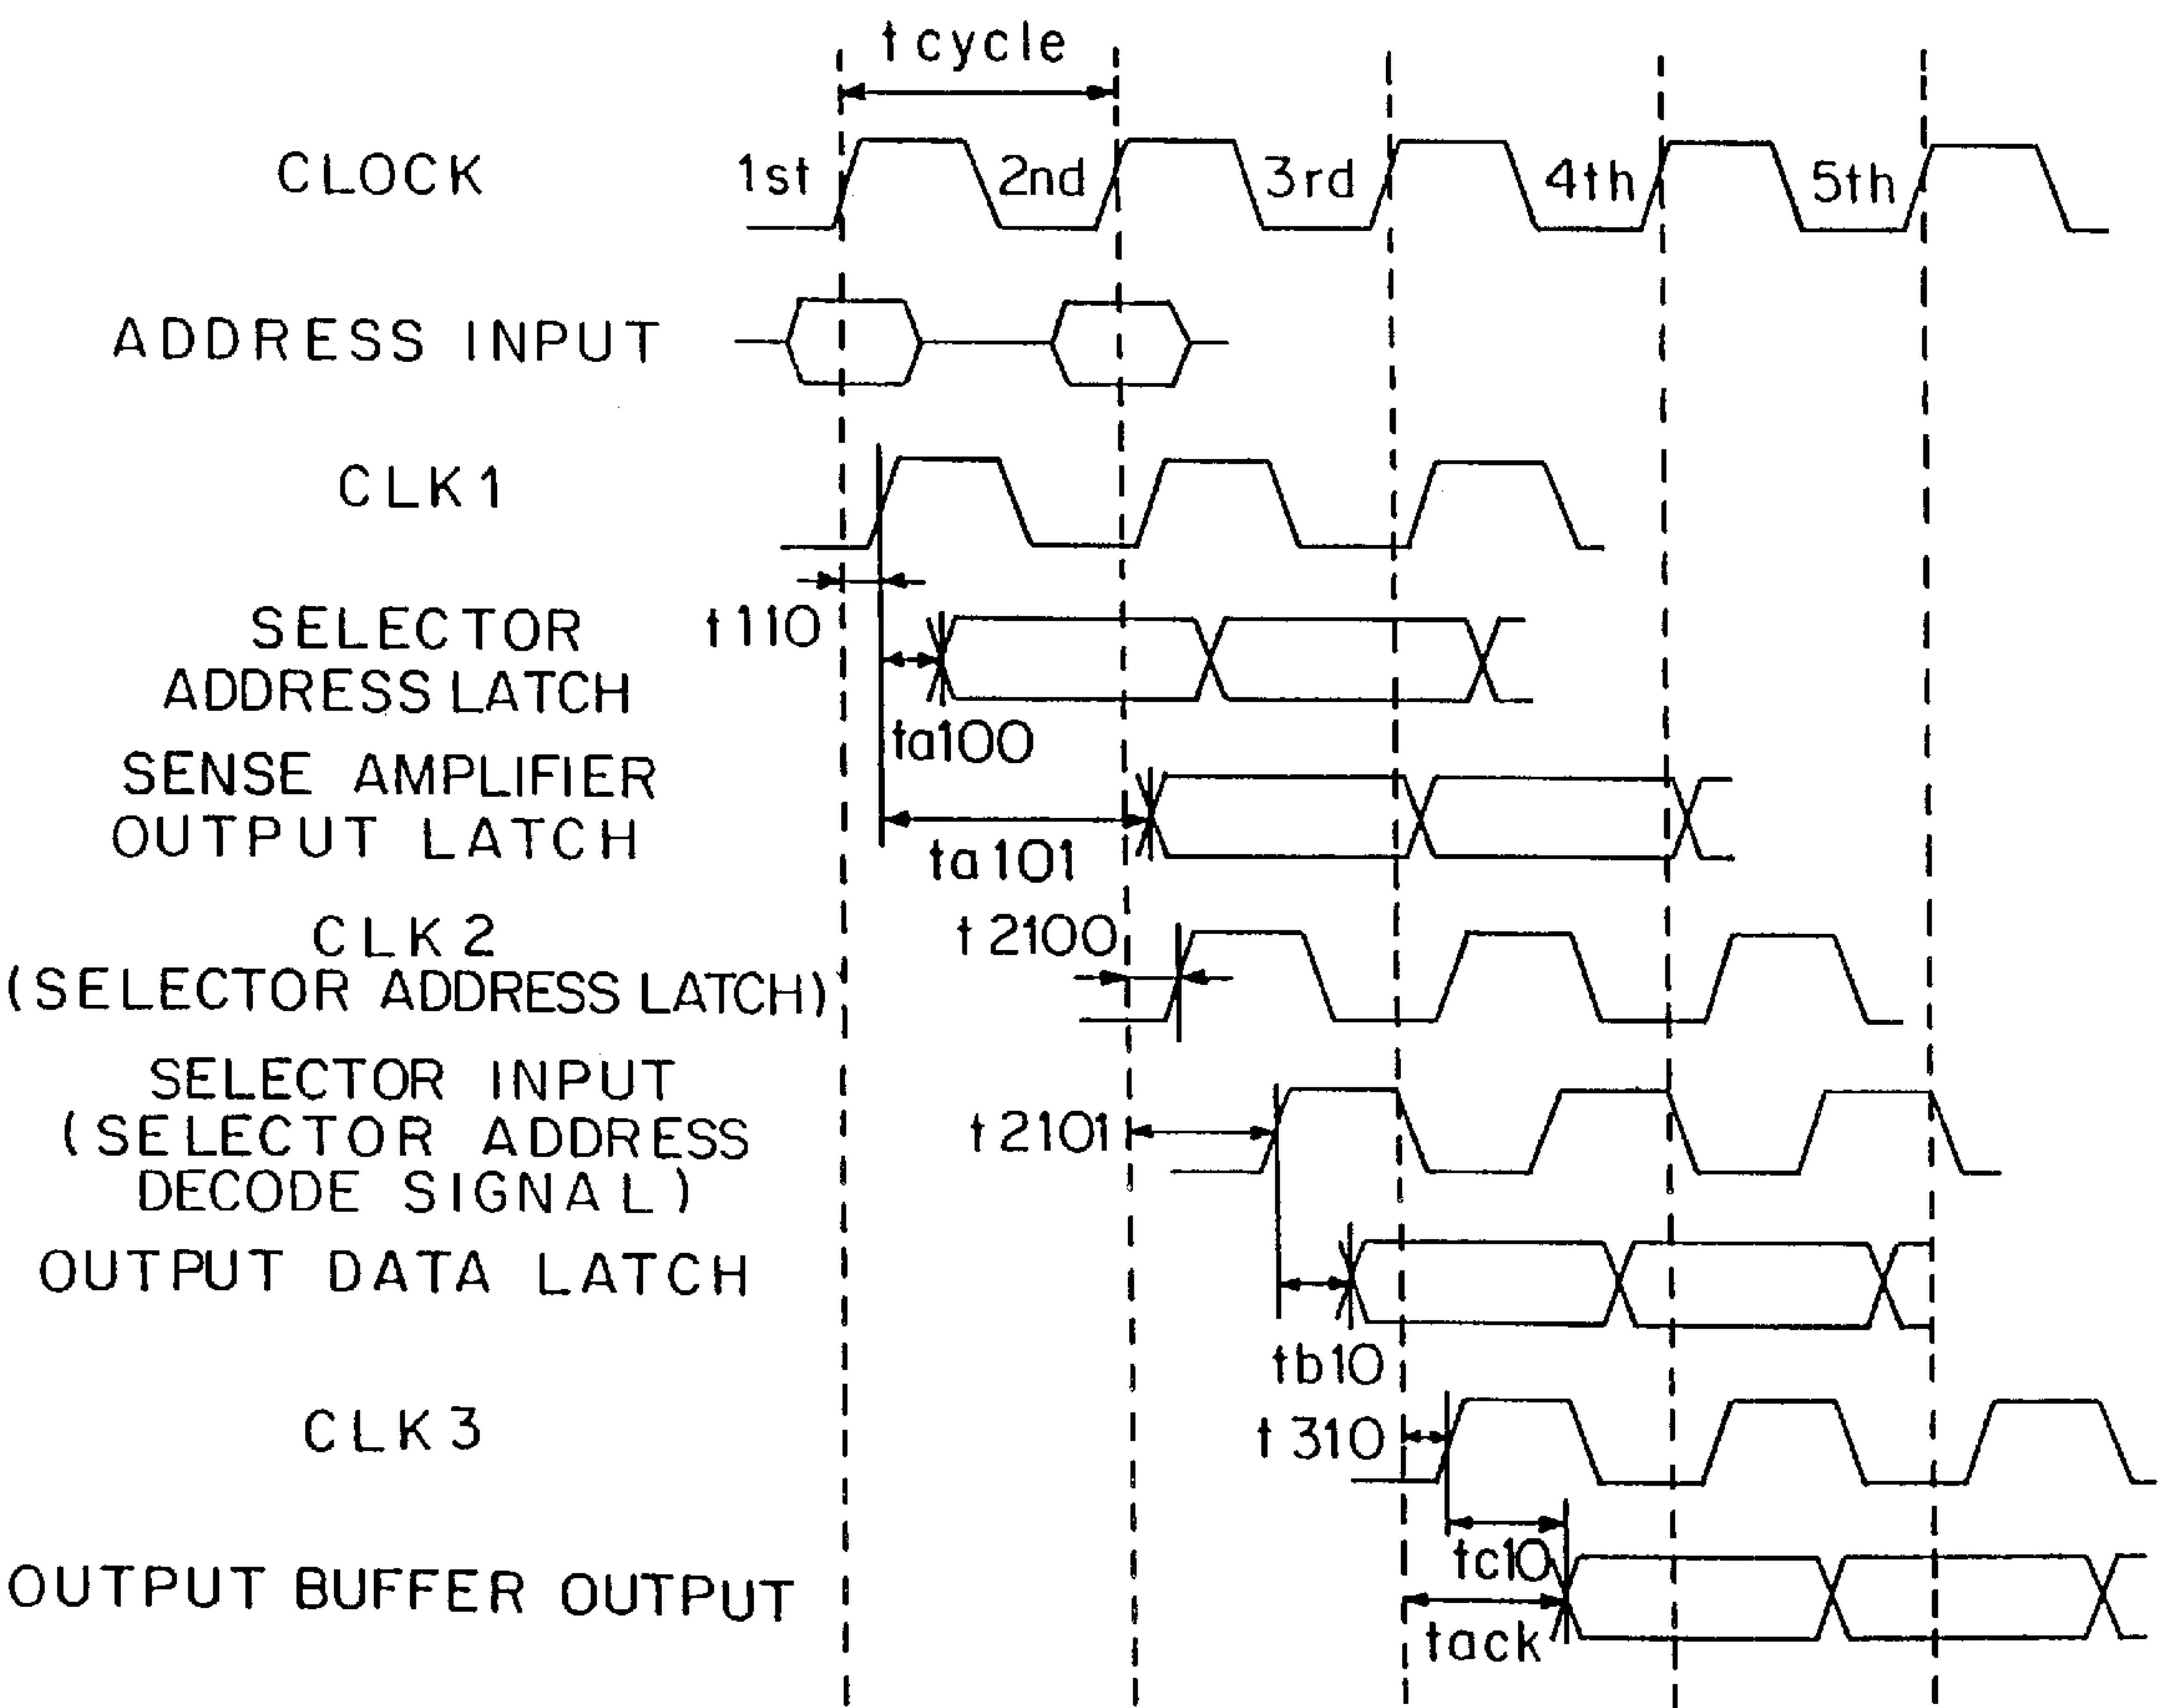 t cycle
CLOCK 1st 2nd 3rd 4th 5th
ADDRESS INPUT
CLK1
t110
SELECTOR
ADDRESS LATCH
ta100
SENSE AMPLIFIER
OUTPUT LATCH
ta101
CLK2
(SELECTOR ADDRESS LATCH)
t2100
SELECTOR INPUT
(SELECTOR ADDRESS
DECODE SIGNAL)
t2101
OUTPUT DATA LATCH
tb10
CLK3
t310
tc10
OUTPUT BUFFER OUTPUT
tack